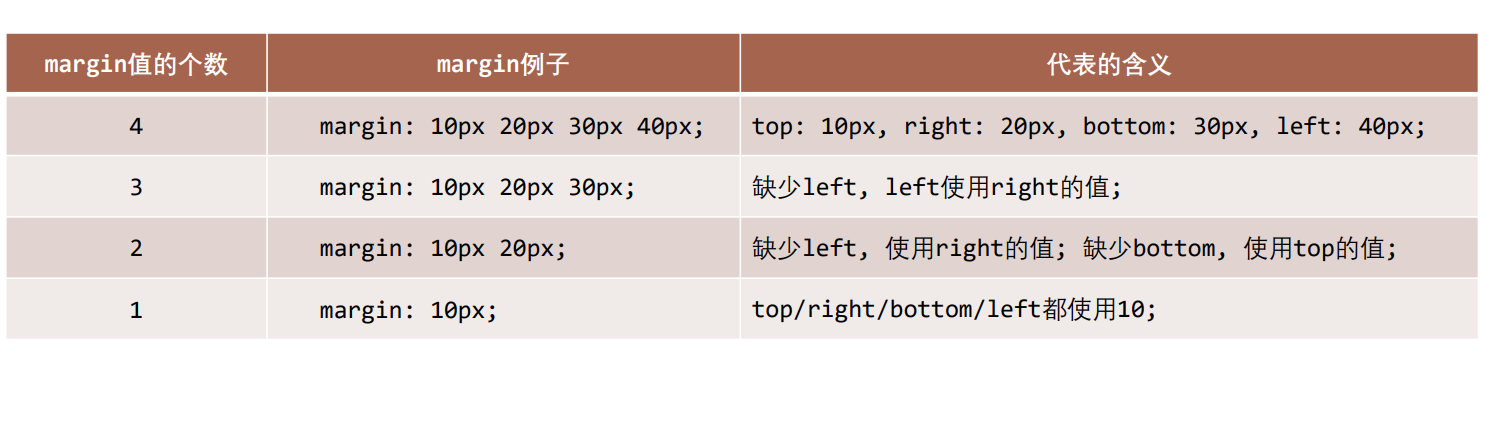 margin值的个数 margin例子 代表的含义
4 margin: 10px 20px 30px 40px; top: 10px, right: 20px, bottom: 30px, left: 40px;
3 margin: 10px 20px 30px; 缺少left, left使用right的值;
2 margin: 10px 20px; 缺少left, 使用right的值; 缺少bottom, 使用top的值;
1 margin: 10px; top/right/bottom/left都使用10;